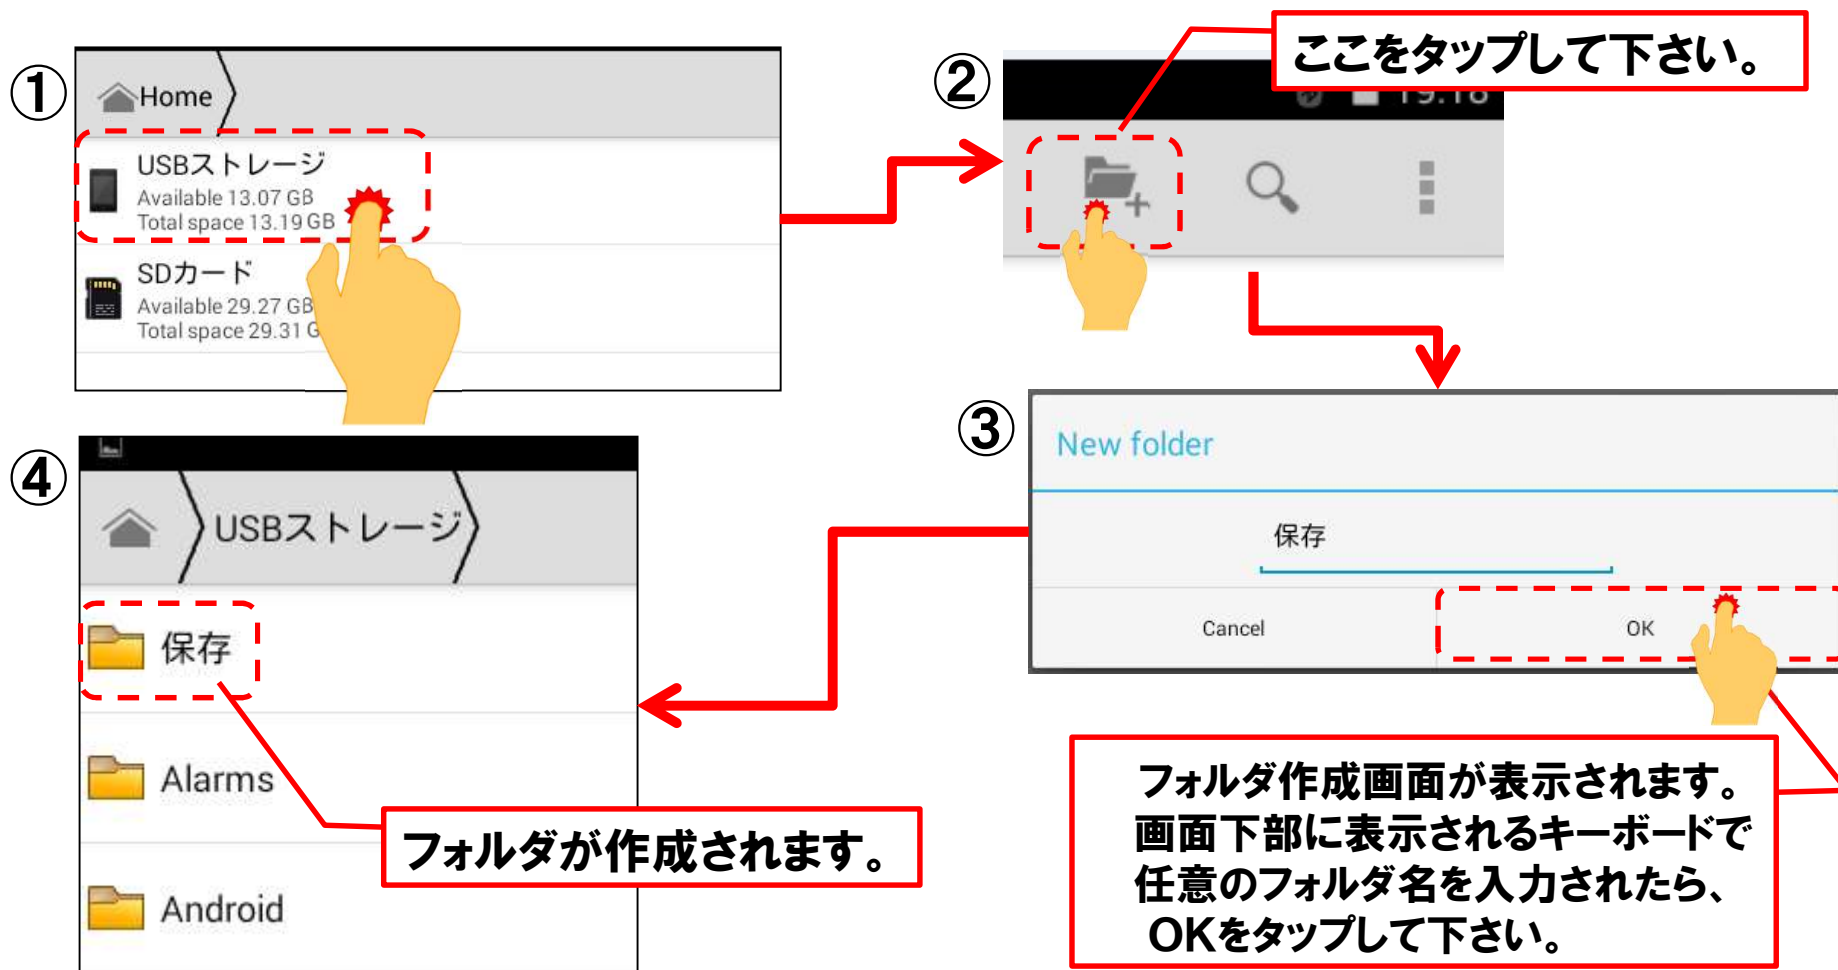 ①
Home
USBストレージ
Available 13.07 GB
Total space 13.19 GB
SDカード
Available 29.27 GB
Total space 29.31 G
②
ここをタップして下さい。
19:18
③
New folder
保存
Cancel
OK
フォルダ作成画面が表示されます。
画面下部に表示されるキーボードで
任意のフォルダ名を入力されたら、
OKをタップして下さい。
④
USBストレージ
保存
Alarms
Android
フォルダが作成されます。